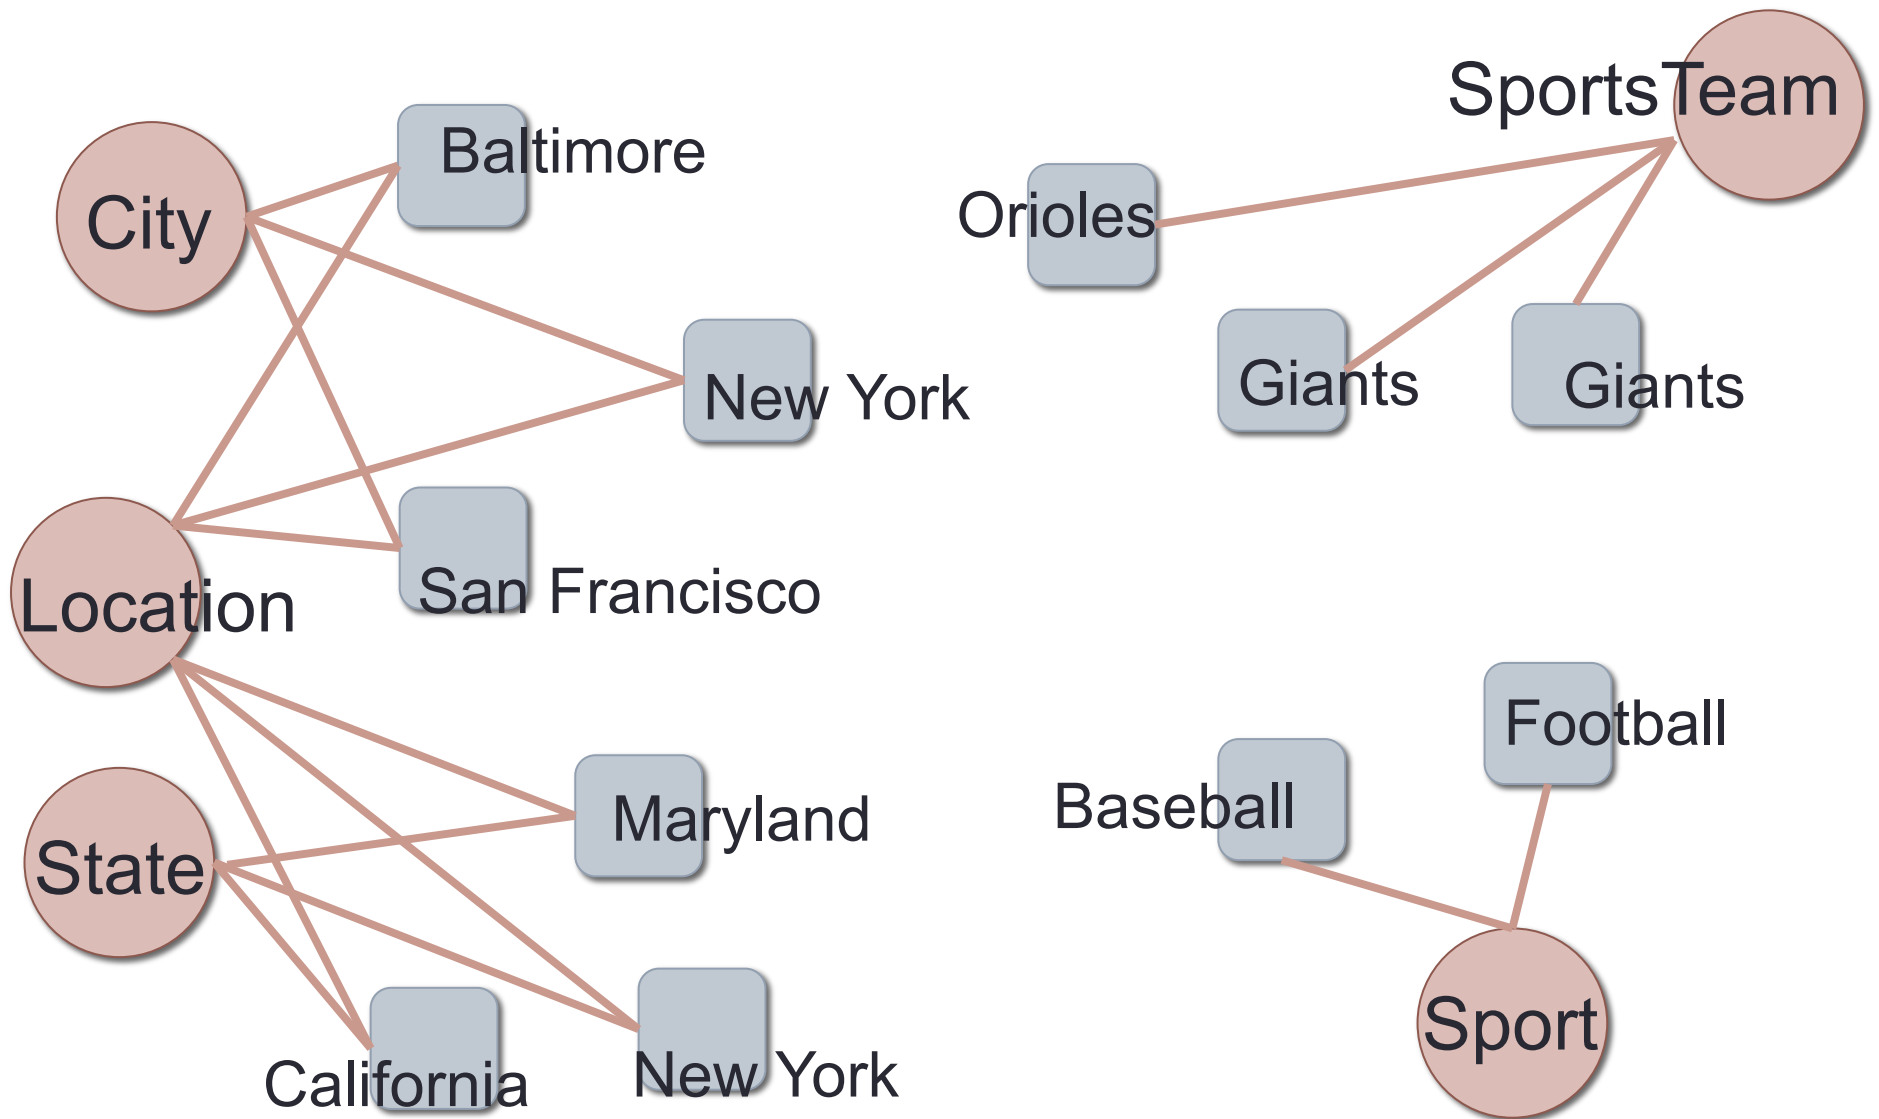 SportsTeam
Baltimore
City
Orioles
New York
Giants
Giants
San Francisco
Location
Football
Maryland
Baseball
State
Sport
California
New York